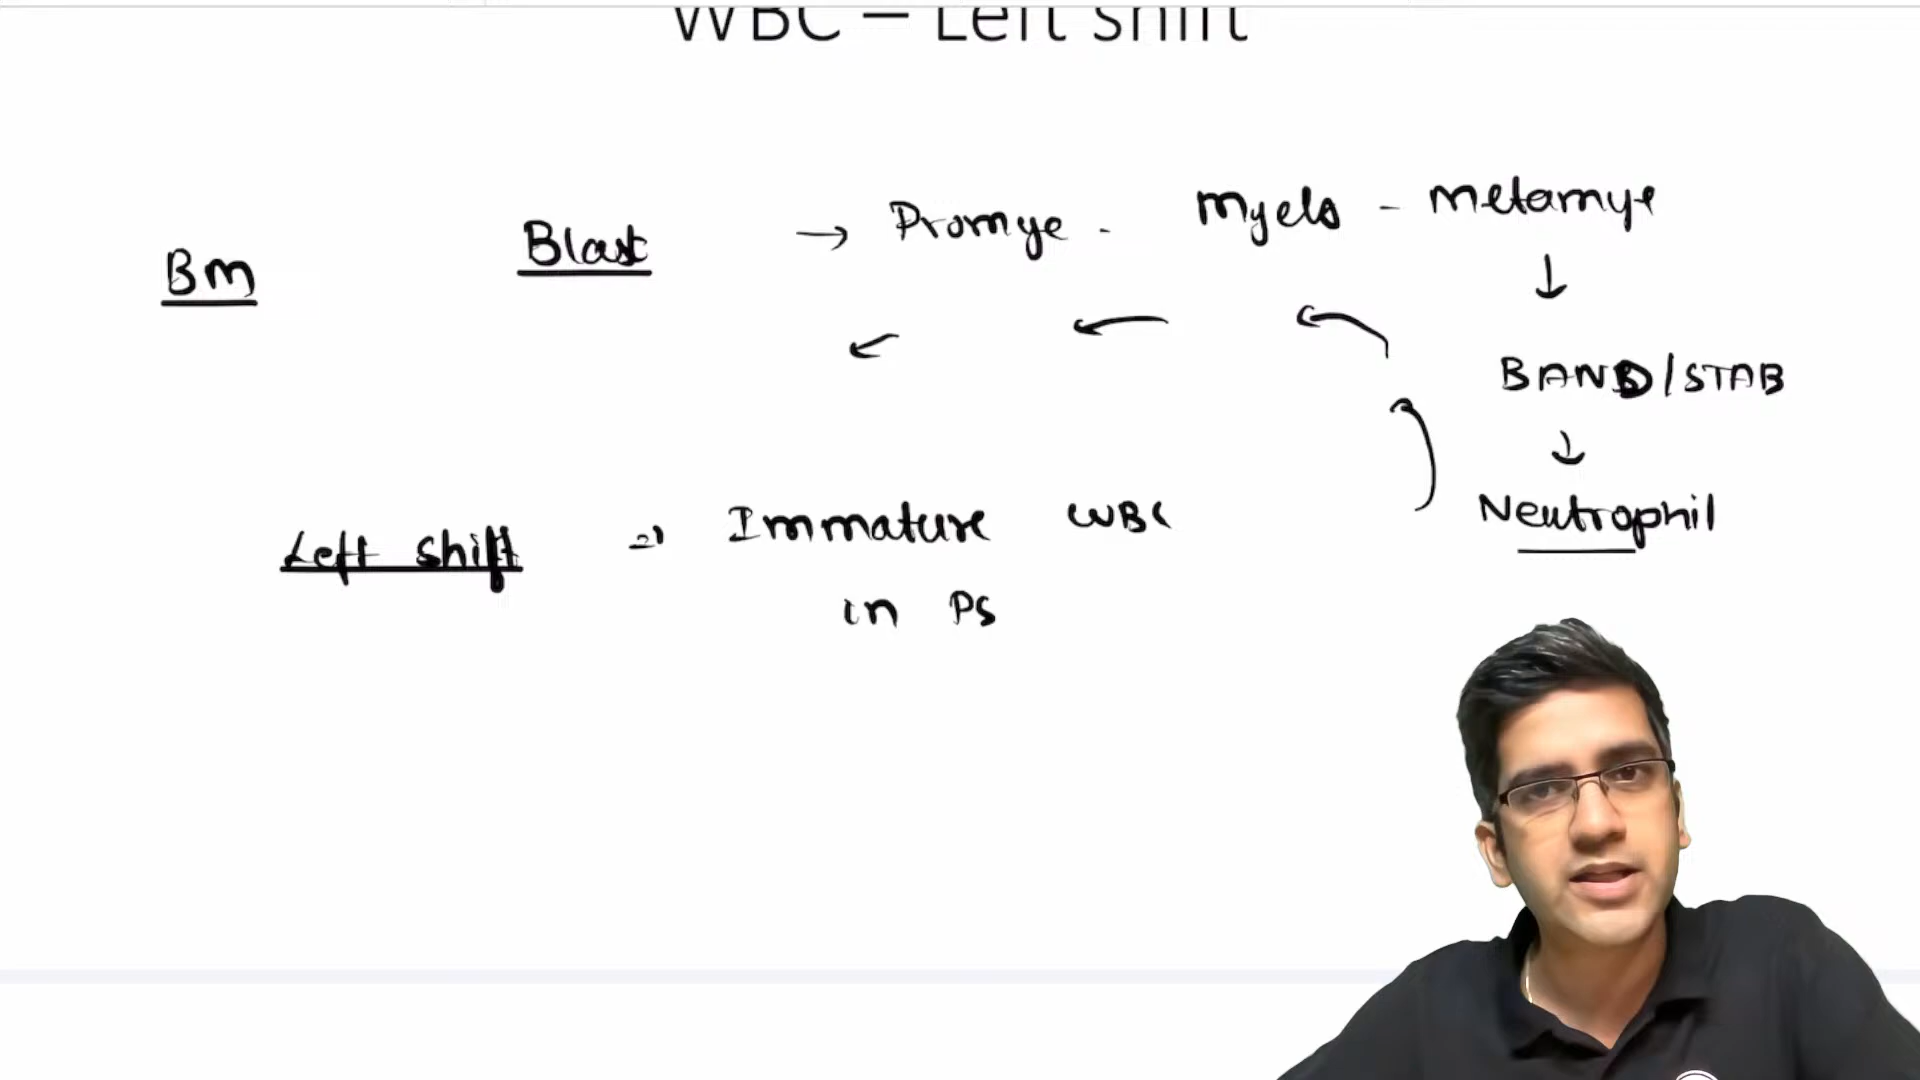 WBC – Left shift
BM Blast → Promye - Myelo - Metamye
↓
BAND/STAB
↓
Neutrophil
Left shift ⇒ Immature WBC
in PS